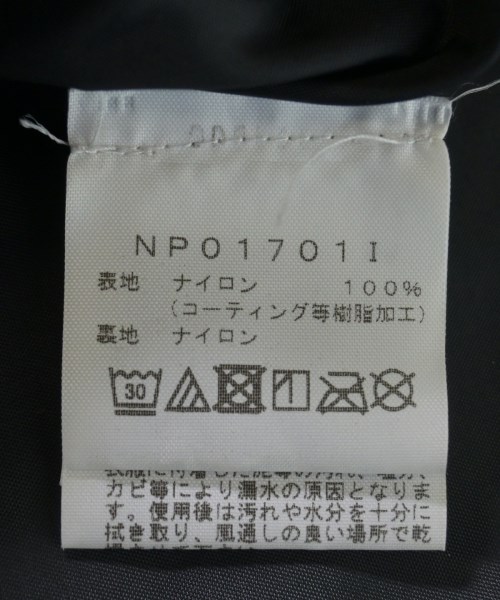 NP01701I
表地 ナイロン 100%
(コーティング等樹脂加工)
裏地 ナイロン
30
カビ等により漏水の原因となりま
す。使用後は汚れや水分を十分に
拭き取り、風通しの良い場所で乾